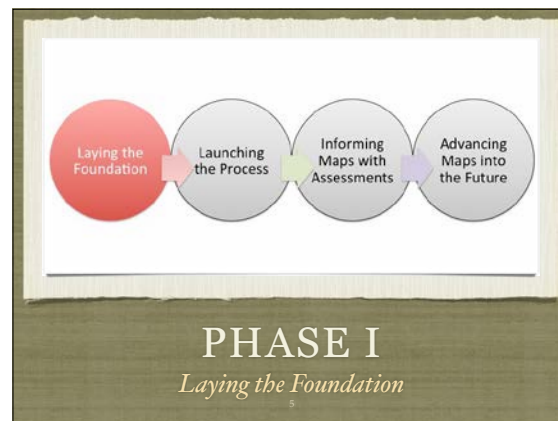 Laying the
Foundation
Launching
the Process
Informing
Maps with
Assessments
Advancing
Maps into
the Future
PHASE I
Laying the Foundation
5